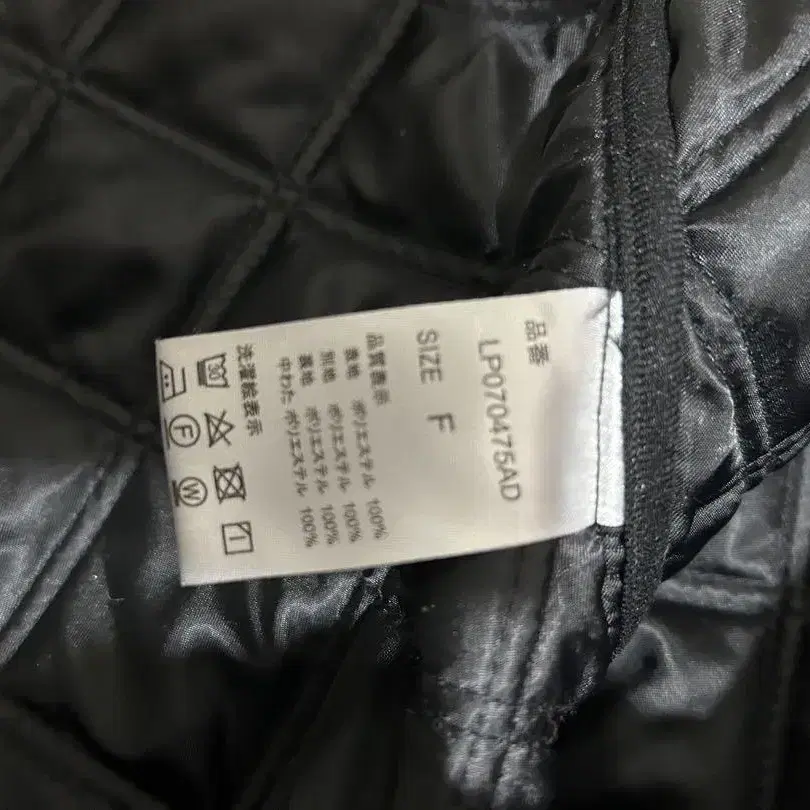 品番
LP070475AD
SIZE F
品質表示
表地 ポリエステル 100%
別地 ポリエステル 100%
裏地 ポリエステル 100%
中わた ポリエステル 100%
洗濯絵表示
30
F
W